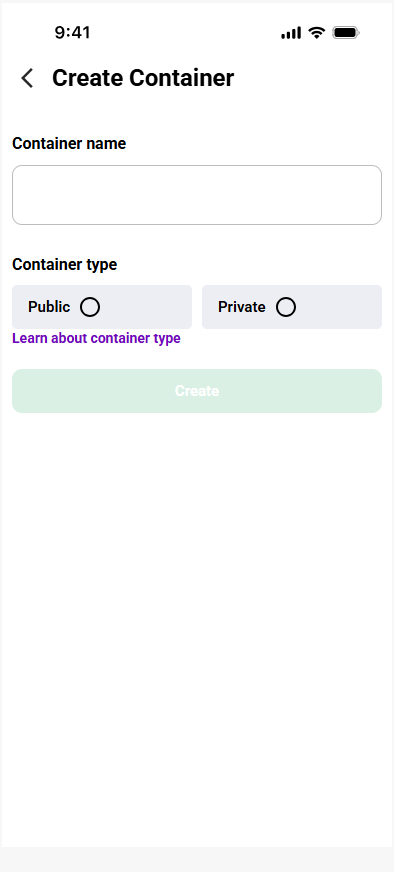 9:41
Create Container
Container name
Container type
Public
Private
Learn about container type
Create